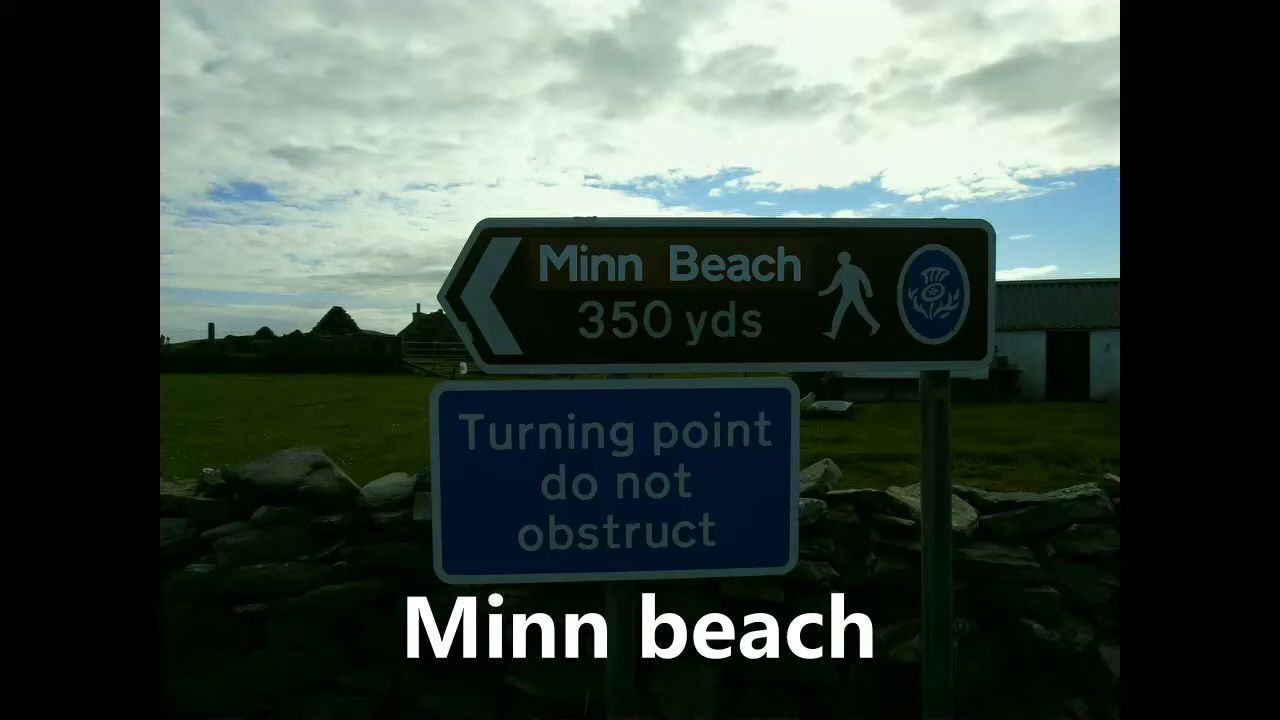 Minn Beach
350 yds
Turning point
do not
obstruct
Minn beach